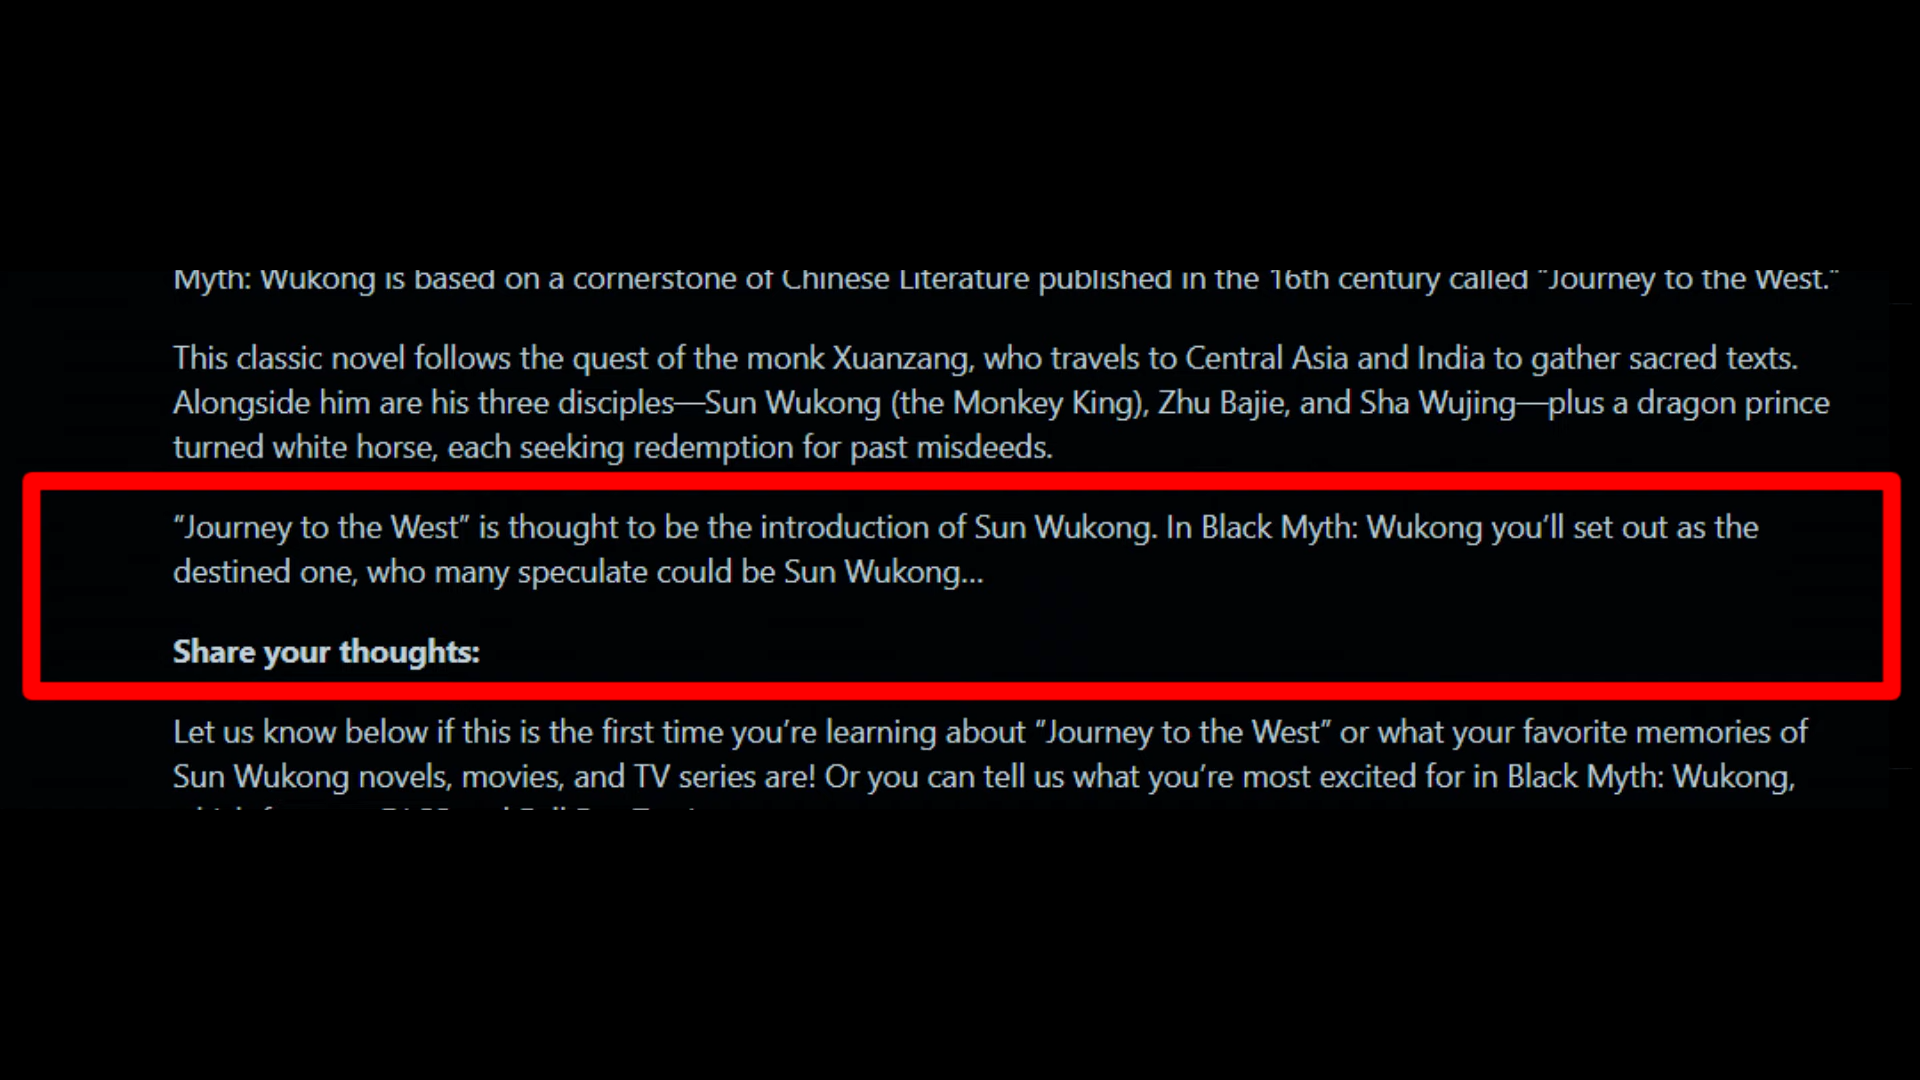 Myth: Wukong is based on a cornerstone of Chinese Literature published in the 16th century called “Journey to the West.”
This classic novel follows the quest of the monk Xuanzang, who travels to Central Asia and India to gather sacred texts.
Alongside him are his three disciples—Sun Wukong (the Monkey King), Zhu Bajie, and Sha Wujing—plus a dragon prince
turned white horse, each seeking redemption for past misdeeds.
“Journey to the West” is thought to be the introduction of Sun Wukong. In Black Myth: Wukong you’ll set out as the
destined one, who many speculate could be Sun Wukong...
Share your thoughts:
Let us know below if this is the first time you’re learning about “Journey to the West” or what your favorite memories of
Sun Wukong novels, movies, and TV series are! Or you can tell us what you’re most excited for in Black Myth: Wukong,